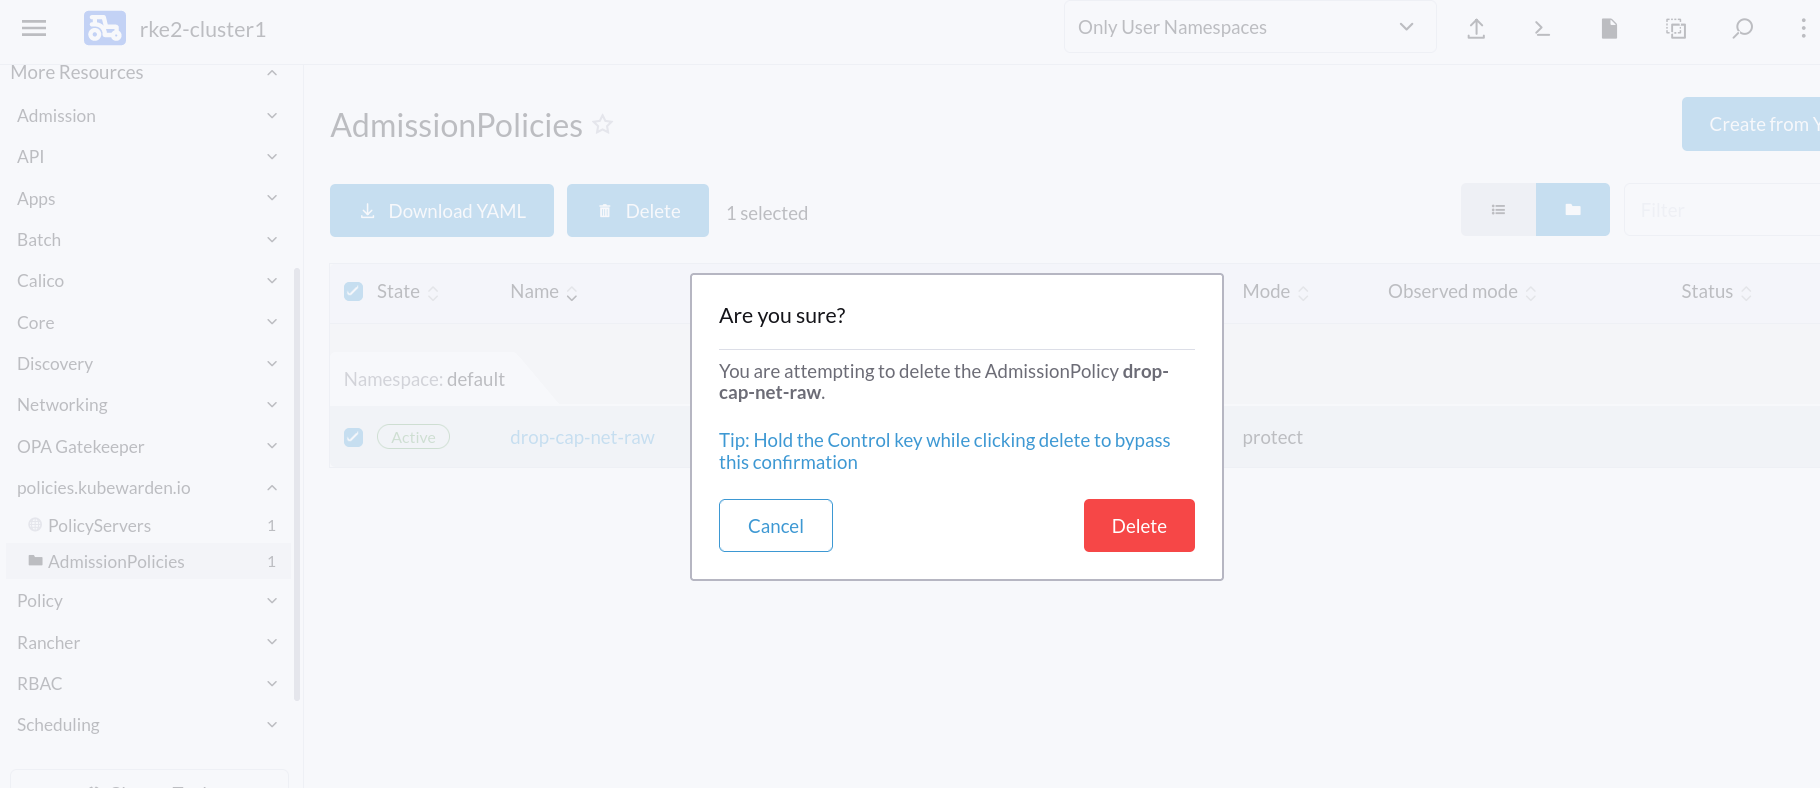 rke2-cluster1
Only User Namespaces
More Resources
Admission
API
Apps
Batch
Calico
Core
Discovery
Networking
OPA Gatekeeper
policies.kubewarden.io
PolicyServers 1
AdmissionPolicies 1
Policy
Rancher
RBAC
Scheduling
AdmissionPolicies
Create from Y
Download YAML
Delete
1 selected
Filter
State Name Mode Observed mode Status
Namespace: default
Active drop-cap-net-raw protect
Are you sure?
You are attempting to delete the AdmissionPolicy drop-
cap-net-raw.
Tip: Hold the Control key while clicking delete to bypass
this confirmation
Cancel
Delete